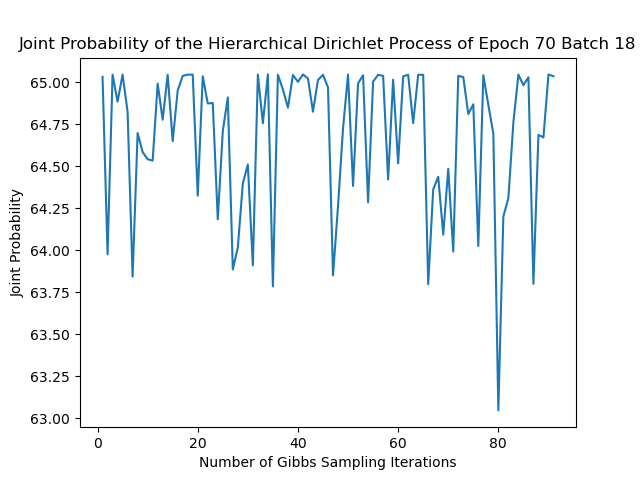 Joint Probability of the Hierarchical Dirichlet Process of Epoch 70 Batch 18
65.00
64.75
64.50
64.25
64.00
63.75
63.50
63.25
63.00
Joint Probability
0 20 40 60 80
Number of Gibbs Sampling Iterations